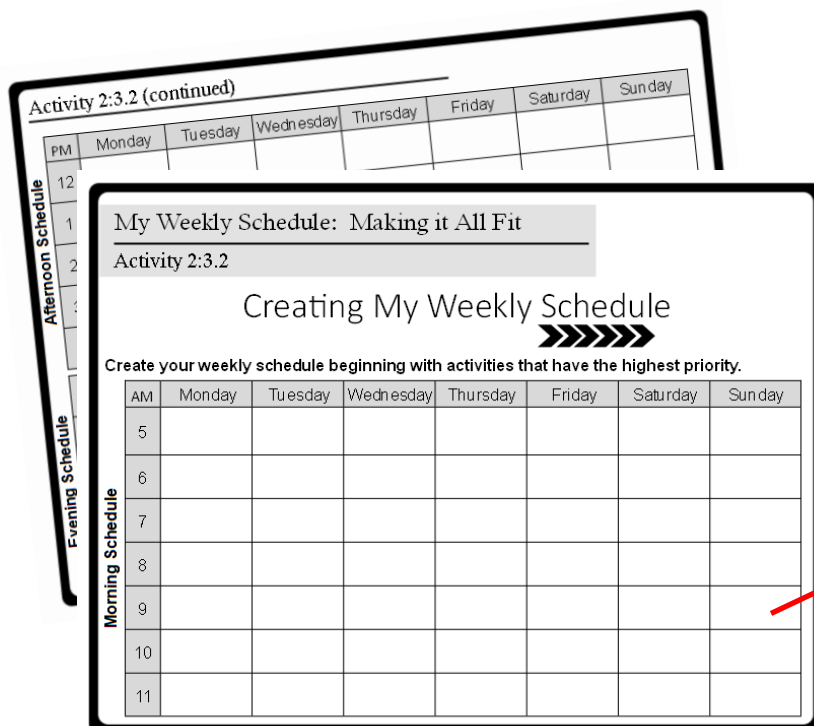 Activity 2:3.2 (continued)
PM Monday Tuesday Wednesday Thursday Friday Saturday Sunday
12
1
2
Afternoon Schedule
Evening Schedule
My Weekly Schedule: Making it All Fit
Activity 2:3.2
Creating My Weekly Schedule
Create your weekly schedule beginning with activities that have the highest priority.
AM Monday Tuesday Wednesday Thursday Friday Saturday Sunday
5
6
7
8
9
10
11
Morning Schedule